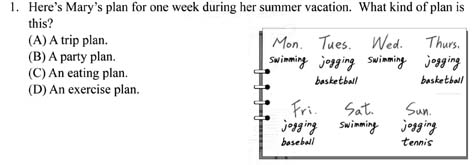 1. Here's Mary's plan for one week during her summer vacation. What kind of plan is
this?
(A) A trip plan.
(B) A party plan.
(C) An eating plan.
(D) An exercise plan.
Mon. Tues. Wed. Thurs.
swimming jogging swimming jogging
basketball basketball
Fri. Sat. Sun.
jogging swimming jogging
baseball tennis